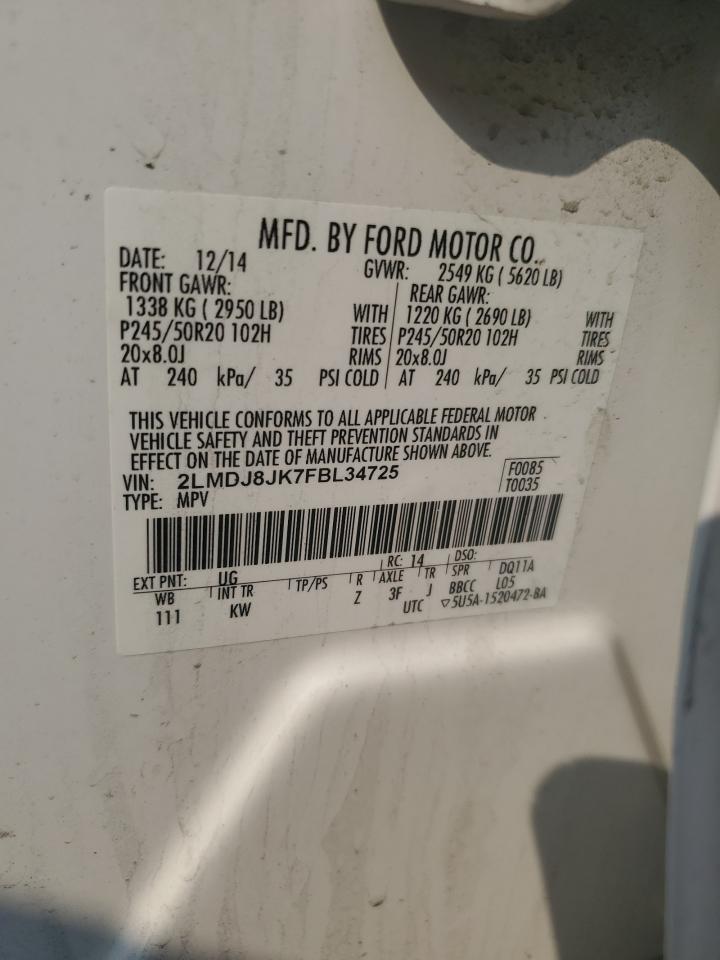 MFD. BY FORD MOTOR CO.
DATE: 12/14 GVWR: 2549 KG ( 5620 LB)
FRONT GAWR: REAR GAWR:
1338 KG ( 2950 LB) WITH 1220 KG ( 2690 LB) WITH
P245/50R20 102H TIRES P245/50R20 102H TIRES
20x8.0J RIMS 20x8.0J RIMS
AT 240 kPa/ 35 PSI COLD AT 240 kPa/ 35 PSI COLD
THIS VEHICLE CONFORMS TO ALL APPLICABLE FEDERAL MOTOR
VEHICLE SAFETY AND THEFT PREVENTION STANDARDS IN
EFFECT ON THE DATE OF MANUFACTURE SHOWN ABOVE.
VIN: 2LMDJ8JK7FBL34725 F0085
TYPE: MPV T0035
EXT PNT: UG RC: 14 DSO:
WB INT TR TP/PS R AXLE TR SPR DQ11A
111 KW Z 3F J BBCC L05
UTC ▽5U5A-1520472-BA